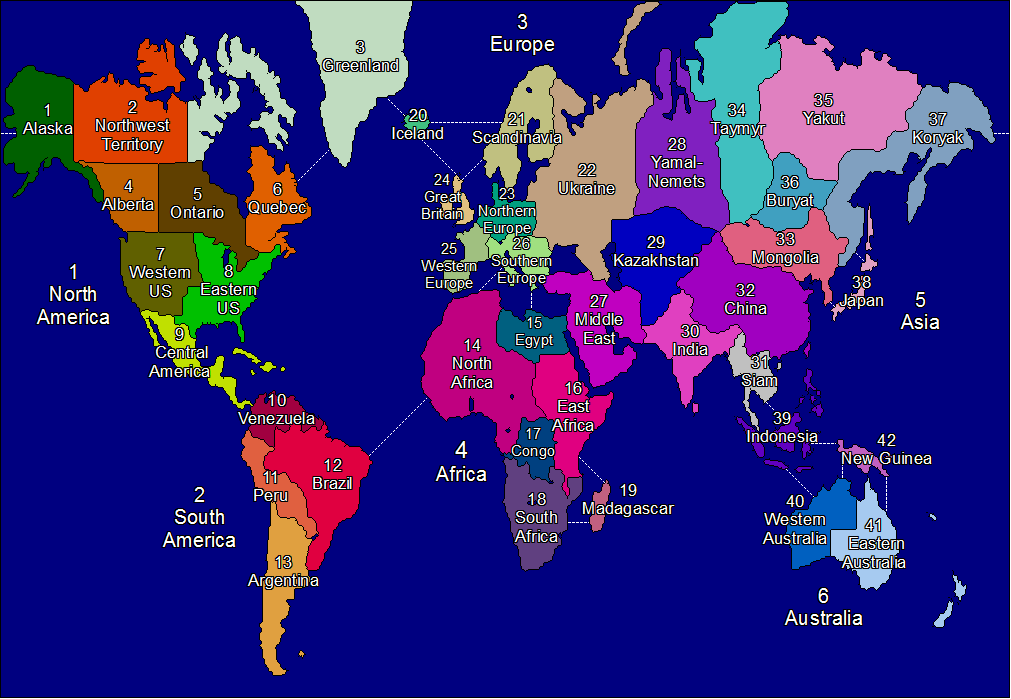 3
Europe
3
Greenland
1
Alaska
2
Northwest
Territory
20
Iceland
21
Scandinavia
34
Taymyr
35
Yakut
37
Koryak
28
Yamal-
Nemets
22
Ukraine
4
Alberta
5
Ontario
6
Quebec
24
Great
Britain
23
Northern
Europe
36
Buryat
7
Western
US
8
Eastern
US
25
Western
Europe
26
Southern
Europe
29
Kazakhstan
33
Mongolia
1
North
America
38
Japan
5
Asia
32
China
27
Middle
East
15
Egypt
30
India
9
Central
America
14
North
Africa
31
Siam
16
East
Africa
10
Venezuela
39
Indonesia
17
Congo
42
New Guinea
4
Africa
12
Brazil
11
Peru
2
South
America
18
South
Africa
19
Madagascar
40
Western
Australia
41
Eastern
Australia
13
Argentina
6
Australia